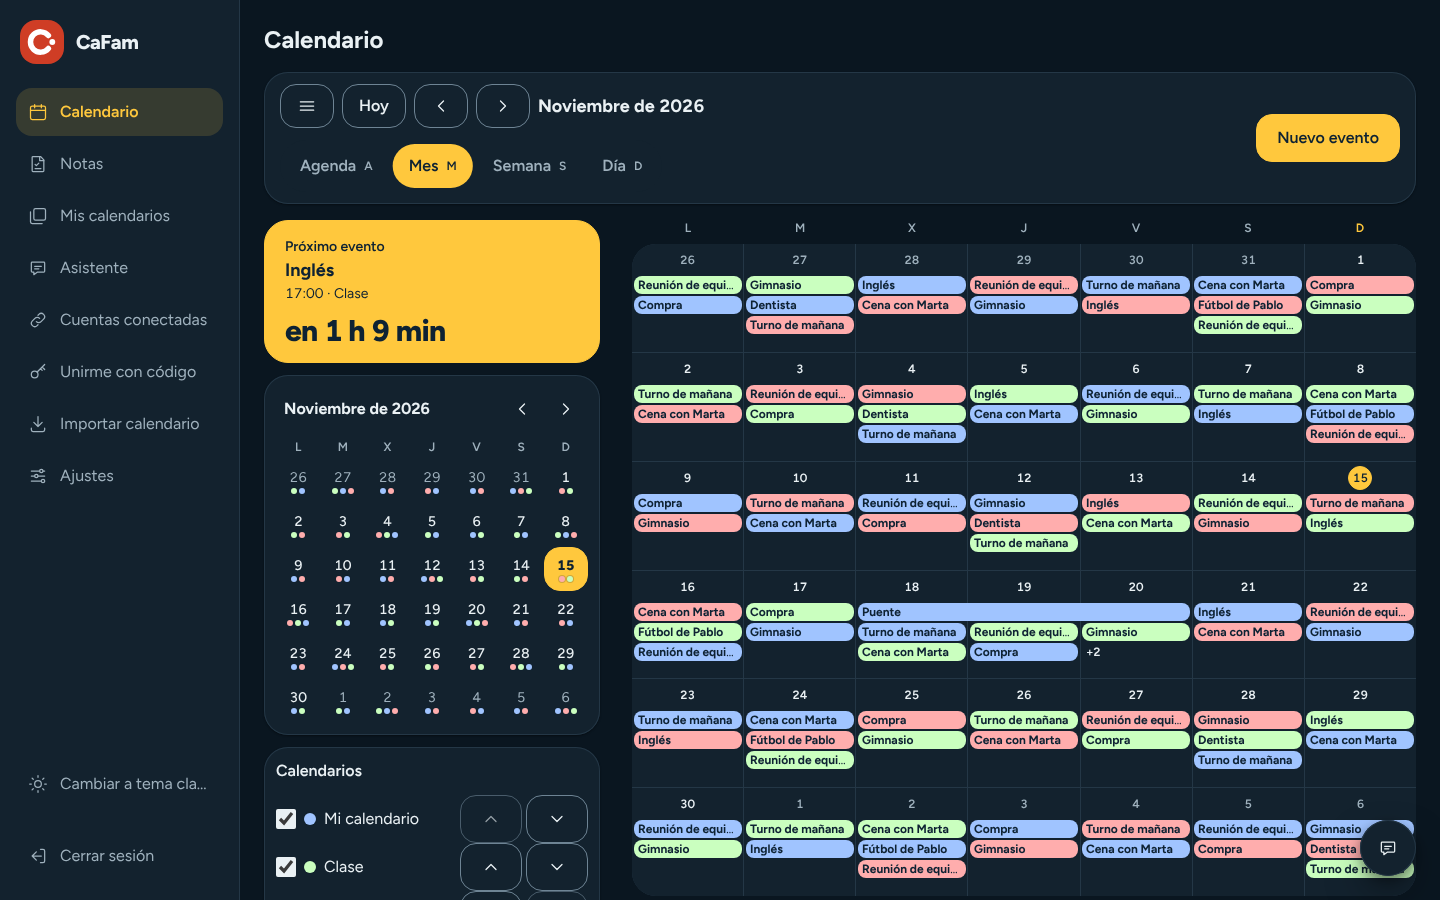 CaFam
Calendario
Notas
Mis calendarios
Asistente
Cuentas conectadas
Unirme con código
Importar calendario
Ajustes
Cambiar a tema cla...
Cerrar sesión
Calendario
Hoy
Noviembre de 2026
Agenda A
Mes M
Semana S
Día D
Nuevo evento
Próximo evento
Inglés
17:00 · Clase
en 1 h 9 min
Noviembre de 2026
L M X J V S D
26 27 28 29 30 31 1
2 3 4 5 6 7 8
9 10 11 12 13 14 15
16 17 18 19 20 21 22
23 24 25 26 27 28 29
30 1 2 3 4 5 6
Calendarios
Mi calendario
Clase
L M X J V S D
26 27 28 29 30 31 1
Reunión de equi... Gimnasio Inglés Reunión de equi... Turno de mañana Cena con Marta Compra
Compra Dentista Cena con Marta Gimnasio Inglés Fútbol de Pablo Gimnasio
Turno de mañana Reunión de equi...
2 3 4 5 6 7 8
Turno de mañana Reunión de equi... Gimnasio Inglés Reunión de equi... Turno de mañana Cena con Marta
Cena con Marta Compra Dentista Cena con Marta Gimnasio Inglés Fútbol de Pablo
Turno de mañana Reunión de equi...
9 10 11 12 13 14 15
Compra Turno de mañana Reunión de equi... Gimnasio Inglés Reunión de equi... Turno de mañana
Gimnasio Cena con Marta Compra Dentista Cena con Marta Gimnasio Inglés
Turno de mañana
16 17 18 19 20 21 22
Cena con Marta Compra Puente Inglés Reunión de equi...
Fútbol de Pablo Gimnasio Turno de mañana Reunión de equi... Gimnasio Cena con Marta Gimnasio
Reunión de equi... Cena con Marta Compra +2
23 24 25 26 27 28 29
Turno de mañana Cena con Marta Compra Turno de mañana Reunión de equi... Gimnasio Inglés
Inglés Fútbol de Pablo Gimnasio Cena con Marta Compra Dentista Cena con Marta
Reunión de equi... Turno de mañana
30 1 2 3 4 5 6
Reunión de equi... Turno de mañana Cena con Marta Compra Turno de mañana Reunión de equi... Gimnasio
Gimnasio Inglés Fútbol de Pablo Gimnasio Cena con Marta Compra Dentista
Reunión de equi... Turno de